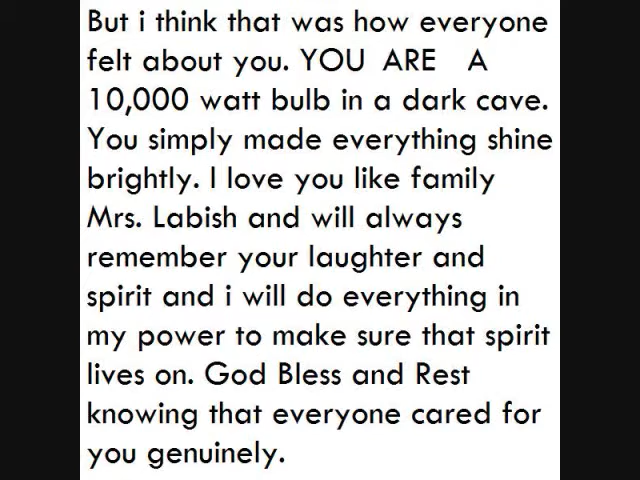 But i think that was how everyone
felt about you. YOU ARE A
10,000 watt bulb in a dark cave.
You simply made everything shine
brightly. I love you like family
Mrs. Labish and will always
remember your laughter and
spirit and i will do everything in
my power to make sure that spirit
lives on. God Bless and Rest
knowing that everyone cared for
you genuinely.